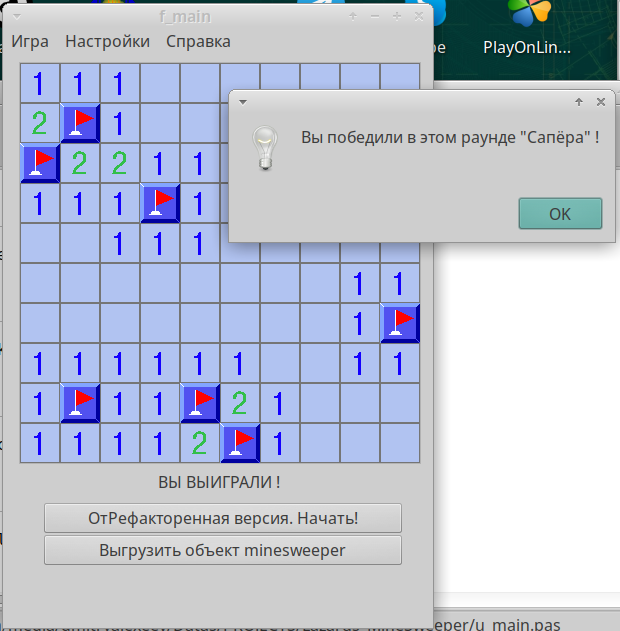 f_main
Игра Настройки Справка
PlayOnLin...
1 1 1
2 1
Вы победили в этом раунде "Сапёра" !
2 2 1 1
1 1 1 1
OK
1 1 1
1 1
1
1 1 1 1 1 1 1 1
1 1 1 2 1
1 1 1 1 2 1
ВЫ ВЫИГРАЛИ !
ОтРефакторенная версия. Начать!
Выгрузить объект minesweeper
Minesweeper/u_main.pas